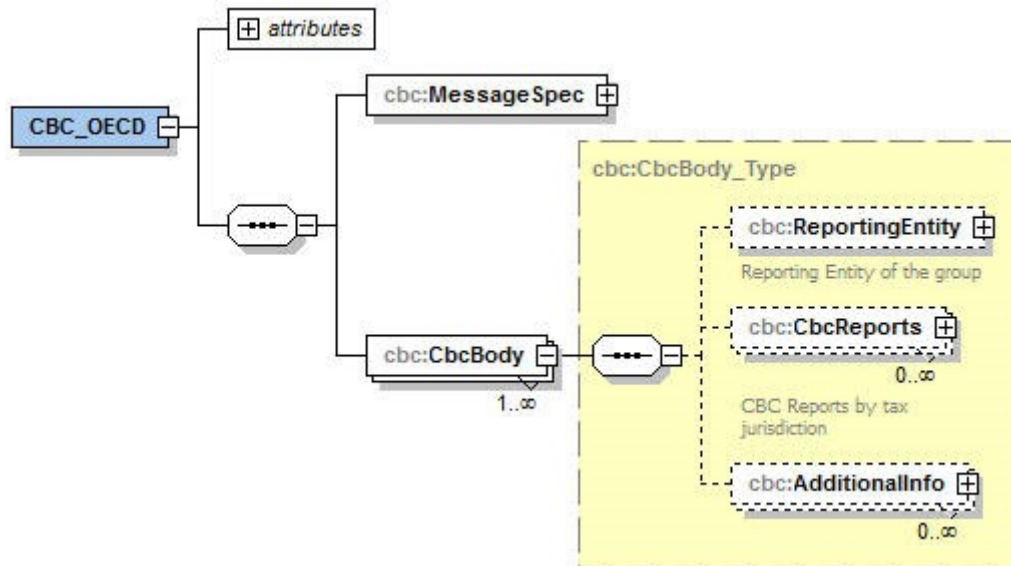 attributes
cbc:MessageSpec
CBC_OECD
cbc:CbcBody_Type
cbc:ReportingEntity
Reporting Entity of the group
cbc:CbcReports
0..∞
cbc:CbcBody
1..∞
CBC Reports by tax
jurisdiction
cbc:AdditionalInfo
0..∞